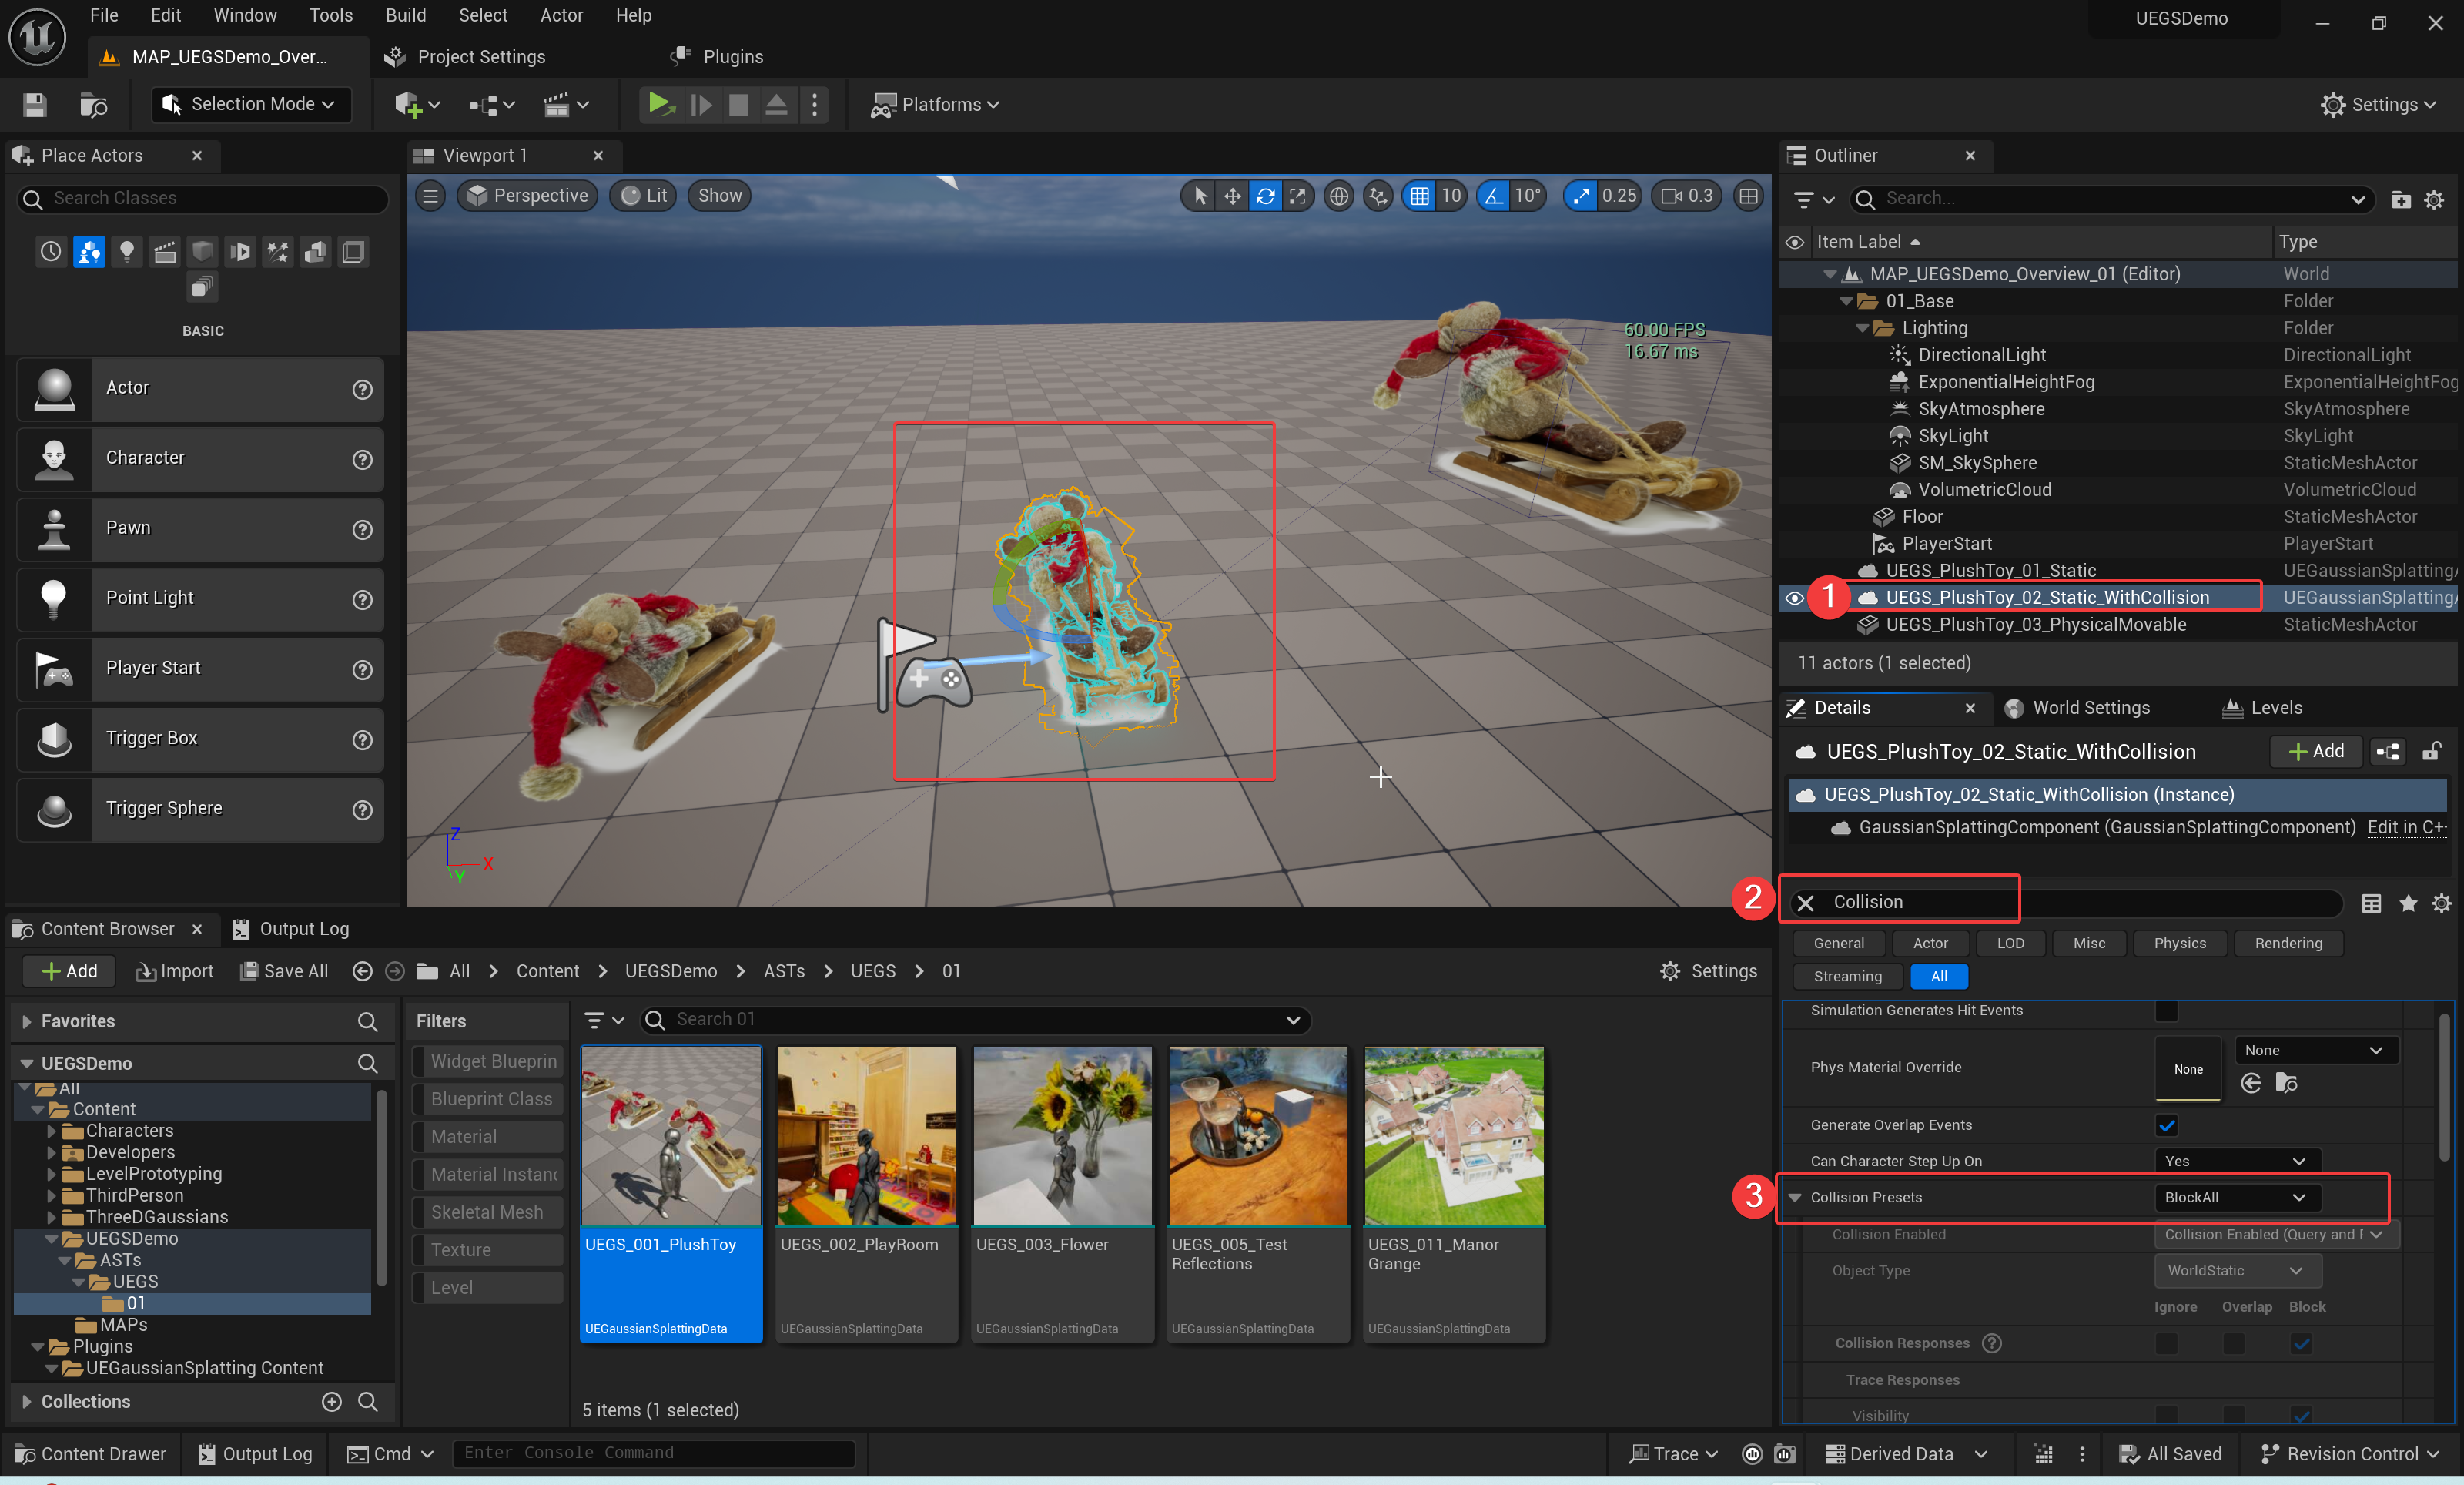 File Edit Window Tools Build Select Actor Help
UEGSDemo
MAP_UEGSDemo_Over...
Project Settings
Plugins
Selection Mode
Platforms
Settings
Place Actors
Search Classes
BASIC
Actor
Character
Pawn
Point Light
Player Start
Trigger Box
Trigger Sphere
Viewport 1
Perspective
Lit
Show
10
10°
0.25
0.3
60.00 FPS
16.67 ms
Z
X
Y
Outliner
Search...
Item Label Type
MAP_UEGSDemo_Overview_01 (Editor) World
01_Base Folder
Lighting Folder
DirectionalLight DirectionalLight
ExponentialHeightFog ExponentialHeightFog
SkyAtmosphere SkyAtmosphere
SkyLight SkyLight
SM_SkySphere StaticMeshActor
VolumetricCloud VolumetricCloud
Floor StaticMeshActor
PlayerStart PlayerStart
UEGS_PlushToy_01_Static UEGaussianSplatting
1 UEGS_PlushToy_02_Static_WithCollision UEGaussianSplatting
UEGS_PlushToy_03_PhysicalMovable StaticMeshActor
11 actors (1 selected)
Details
World Settings
Levels
UEGS_PlushToy_02_Static_WithCollision
+ Add
UEGS_PlushToy_02_Static_WithCollision (Instance)
GaussianSplattingComponent (GaussianSplattingComponent) Edit in C+
2 Collision
General Actor LOD Misc Physics Rendering
Streaming All
Simulation Generates Hit Events
Phys Material Override None None
Generate Overlap Events
Can Character Step Up On Yes
3 Collision Presets BlockAll
Collision Enabled Collision Enabled (Query and P
Object Type WorldStatic
Ignore Overlap Block
Collision Responses
Trace Responses
Visibility
Content Browser
Output Log
+ Add
Import
Save All
All > Content > UEGSDemo > ASTs > UEGS > 01
Settings
Favorites
UEGSDemo
All
Content
Characters
Developers
LevelPrototyping
ThirdPerson
ThreeDGaussians
UEGSDemo
ASTs
UEGS
01
MAPs
Plugins
UEGaussianSplatting Content
Collections
Filters
Widget Blueprin
Blueprint Class
Material
Material Instanc
Skeletal Mesh
Texture
Level
Search 01
UEGS_001_PlushToy
UEGaussianSplattingData
UEGS_002_PlayRoom
UEGaussianSplattingData
UEGS_003_Flower
UEGaussianSplattingData
UEGS_005_Test
Reflections
UEGaussianSplattingData
UEGS_011_Manor
Grange
UEGaussianSplattingData
5 items (1 selected)
Content Drawer
Output Log
Cmd
Enter Console Command
Trace
Derived Data
All Saved
Revision Control